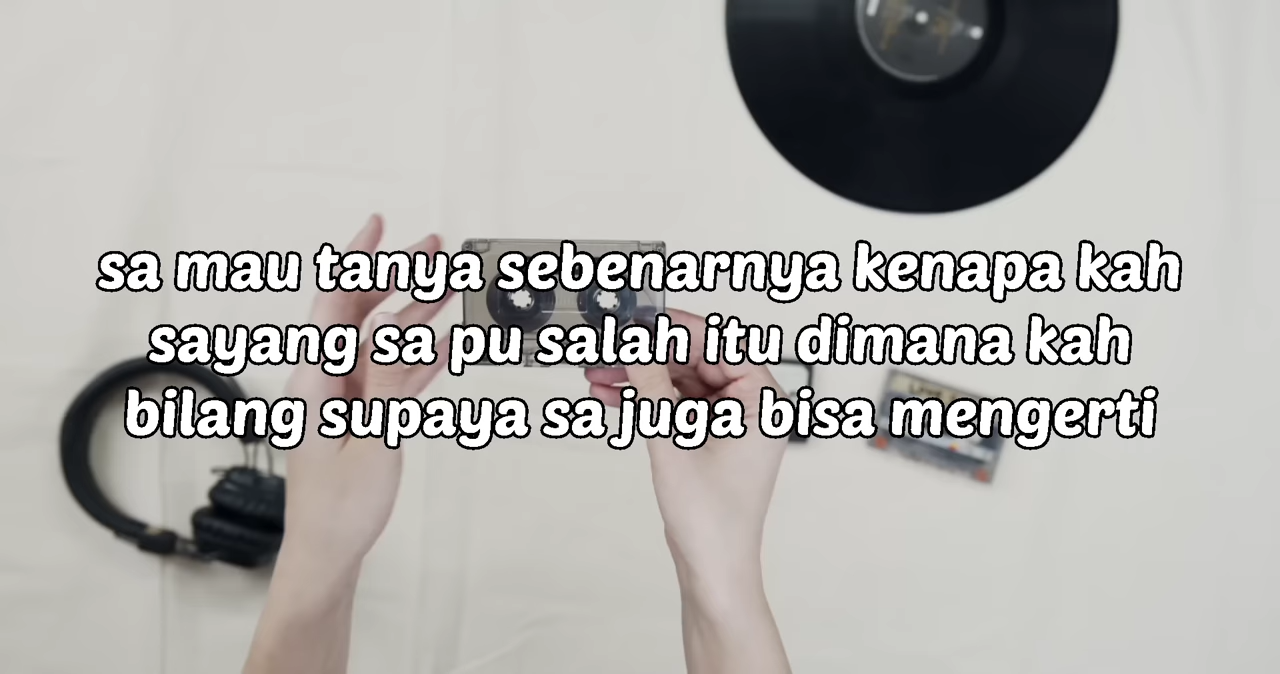 sa mau tanya sebenarnya kenapa kah
sayang sa pu salah itu dimana kah
bilang supaya sa juga bisa mengerti